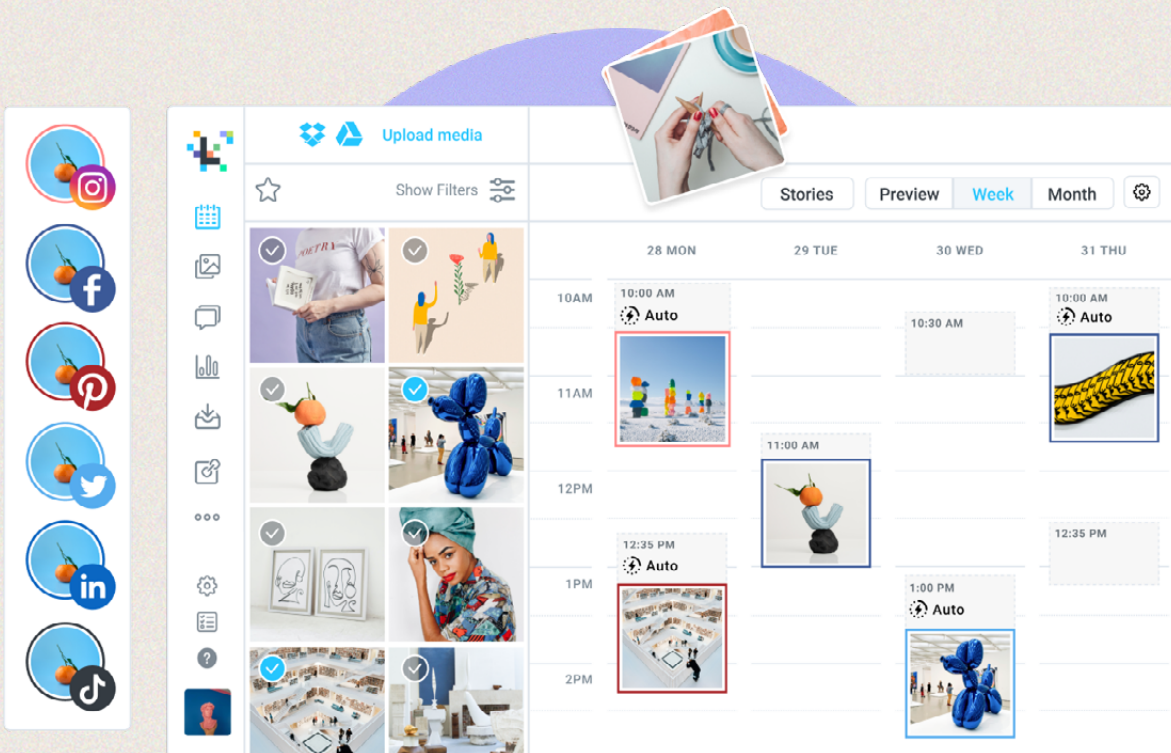 Upload media
Show Filters
Stories
Preview
Week
Month
28 MON
29 TUE
30 WED
31 THU
10AM
11AM
12PM
1PM
2PM
10:00 AM
Auto
12:35 PM
Auto
11:00 AM
10:30 AM
1:00 PM
Auto
10:00 AM
Auto
12:35 PM
POETRY